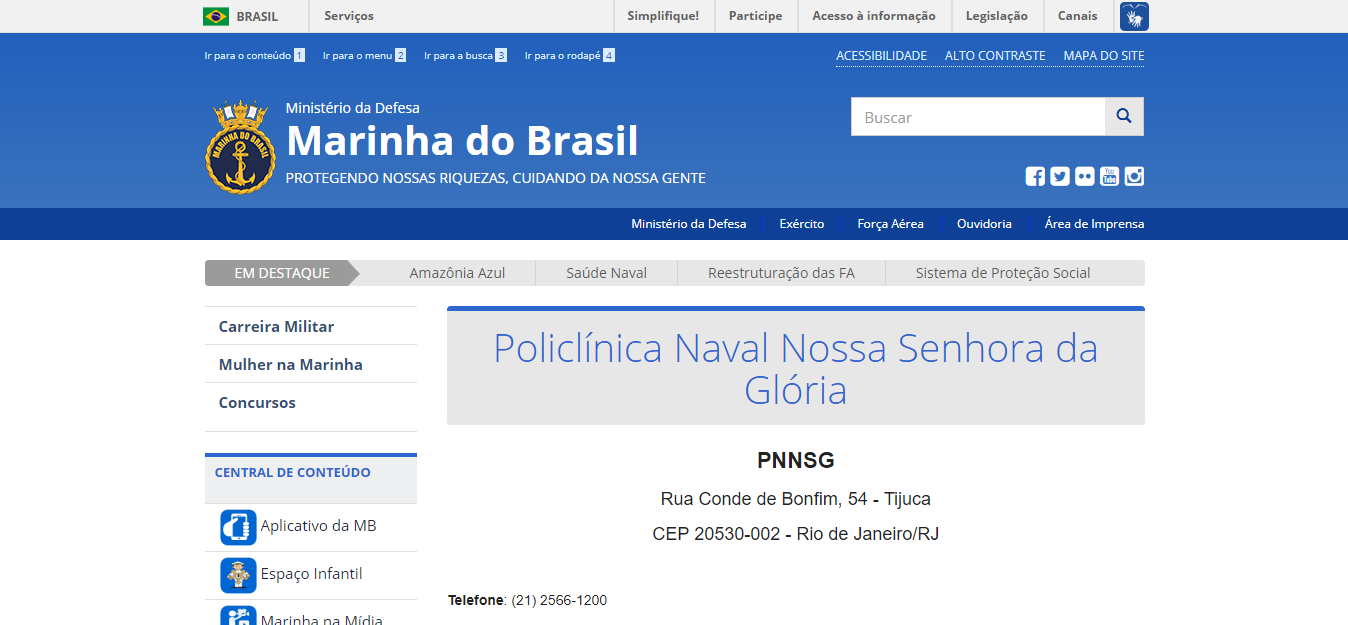 BRASIL Serviços Simplifique! Participe Acesso à informação Legislação Canais
Ir para o conteúdo 1 Ir para o menu 2 Ir para a busca 3 Ir para o rodapé 4 ACESSIBILIDADE ALTO CONTRASTE MAPA DO SITE
MARINHA DO BRASIL
Ministério da Defesa
Marinha do Brasil
PROTEGENDO NOSSAS RIQUEZAS, CUIDANDO DA NOSSA GENTE
Buscar
You Tube
Ministério da Defesa Exército Força Aérea Ouvidoria Área de Imprensa
EM DESTAQUE Amazônia Azul Saúde Naval Reestruturação das FA Sistema de Proteção Social
Carreira Militar
Mulher na Marinha
Concursos
CENTRAL DE CONTEÚDO
Aplicativo da MB
Espaço Infantil
Marinha na Mídia
Policlínica Naval Nossa Senhora da
Glória
PNNSG
Rua Conde de Bonfim, 54 - Tijuca
CEP 20530-002 - Rio de Janeiro/RJ
Telefone: (21) 2566-1200